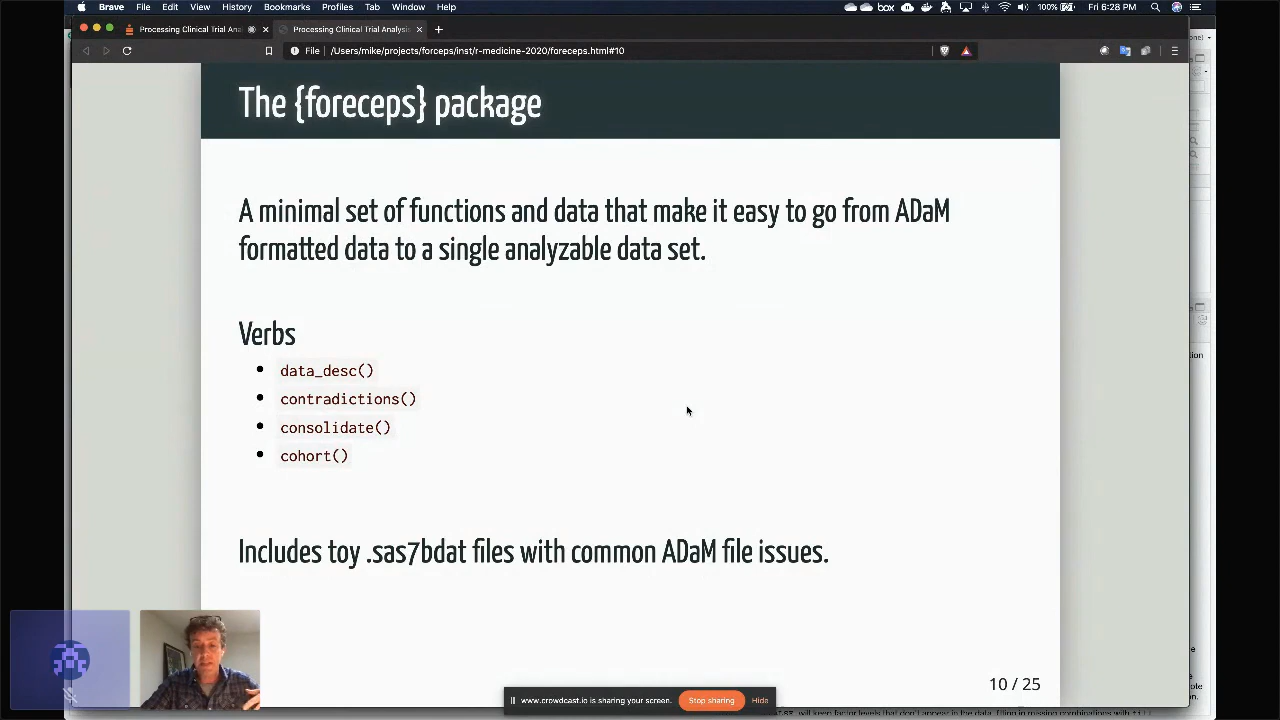 Brave File Edit View History Bookmarks Profiles Tab Window Help
box 100% Fri 6:28 PM
Processing Clinical Trial Ana
Processing Clinical Trial Analysis
File /Users/mike/projects/forceps/inst/r-medicine-2020/foreceps.html#10
The {foreceps} package
A minimal set of functions and data that make it easy to go from ADaM
formatted data to a single analyzable data set.
Verbs
data_desc()
contradictions()
consolidate()
cohort()
Includes toy .sas7bdat files with common ADaM file issues.
10 / 25
www.crowdcast.io is sharing your screen. Stop sharing Hide